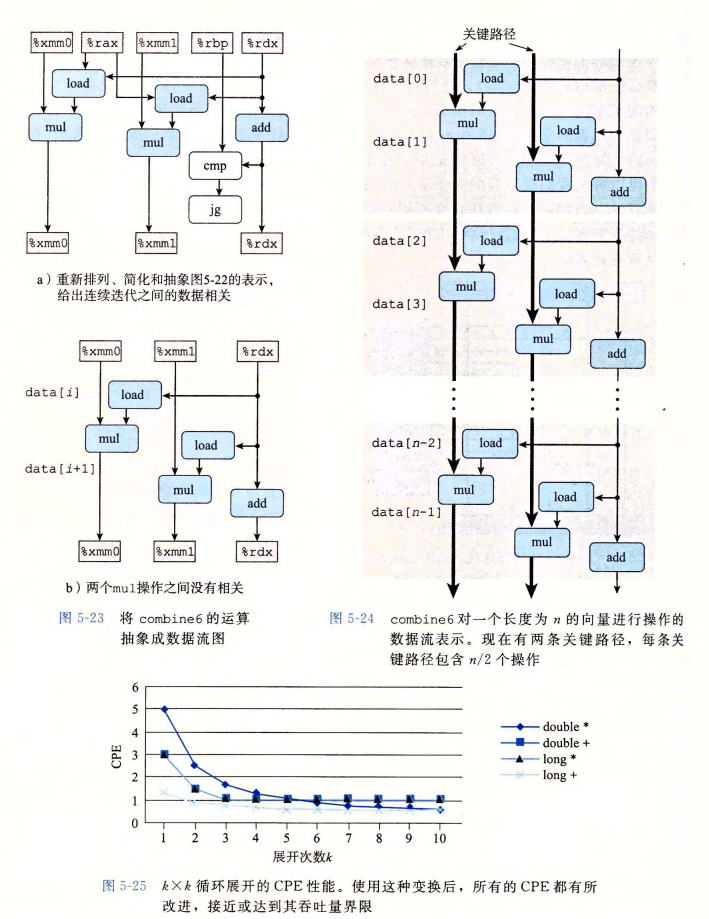 %xmm0 %rax %xmm1 %rbp %rdx
load
load
mul
mul
add
cmp
jg
%xmm0 %xmm1 %rdx
a）重新排列、简化和抽象图5-22的表示，
给出连续迭代之间的数据相关
%xmm0 %xmm1 %rdx
data[i]
load
mul
load
data[i+1]
mul
add
%xmm0 %xmm1 %rdx
b）两个mul操作之间没有相关
图 5-23 将 combine6 的运算
抽象成数据流图
关键路径
data[0]
load
mul
load
data[1]
mul
add
data[2]
load
mul
load
data[3]
mul
add
data[n-2]
load
mul
load
data[n-1]
mul
add
图 5-24 combine6 对一个长度为 n 的向量进行操作的
数据流表示。现在有两条关键路径，每条关
键路径包含 n/2 个操作
CPE
6
5
4
3
2
1
0
1 2 3 4 5 6 7 8 9 10
展开次数k
double *
double +
long *
long +
图 5-25 k×k 循环展开的 CPE 性能。使用这种变换后，所有的 CPE 都有所
改进，接近或达到其吞吐量界限